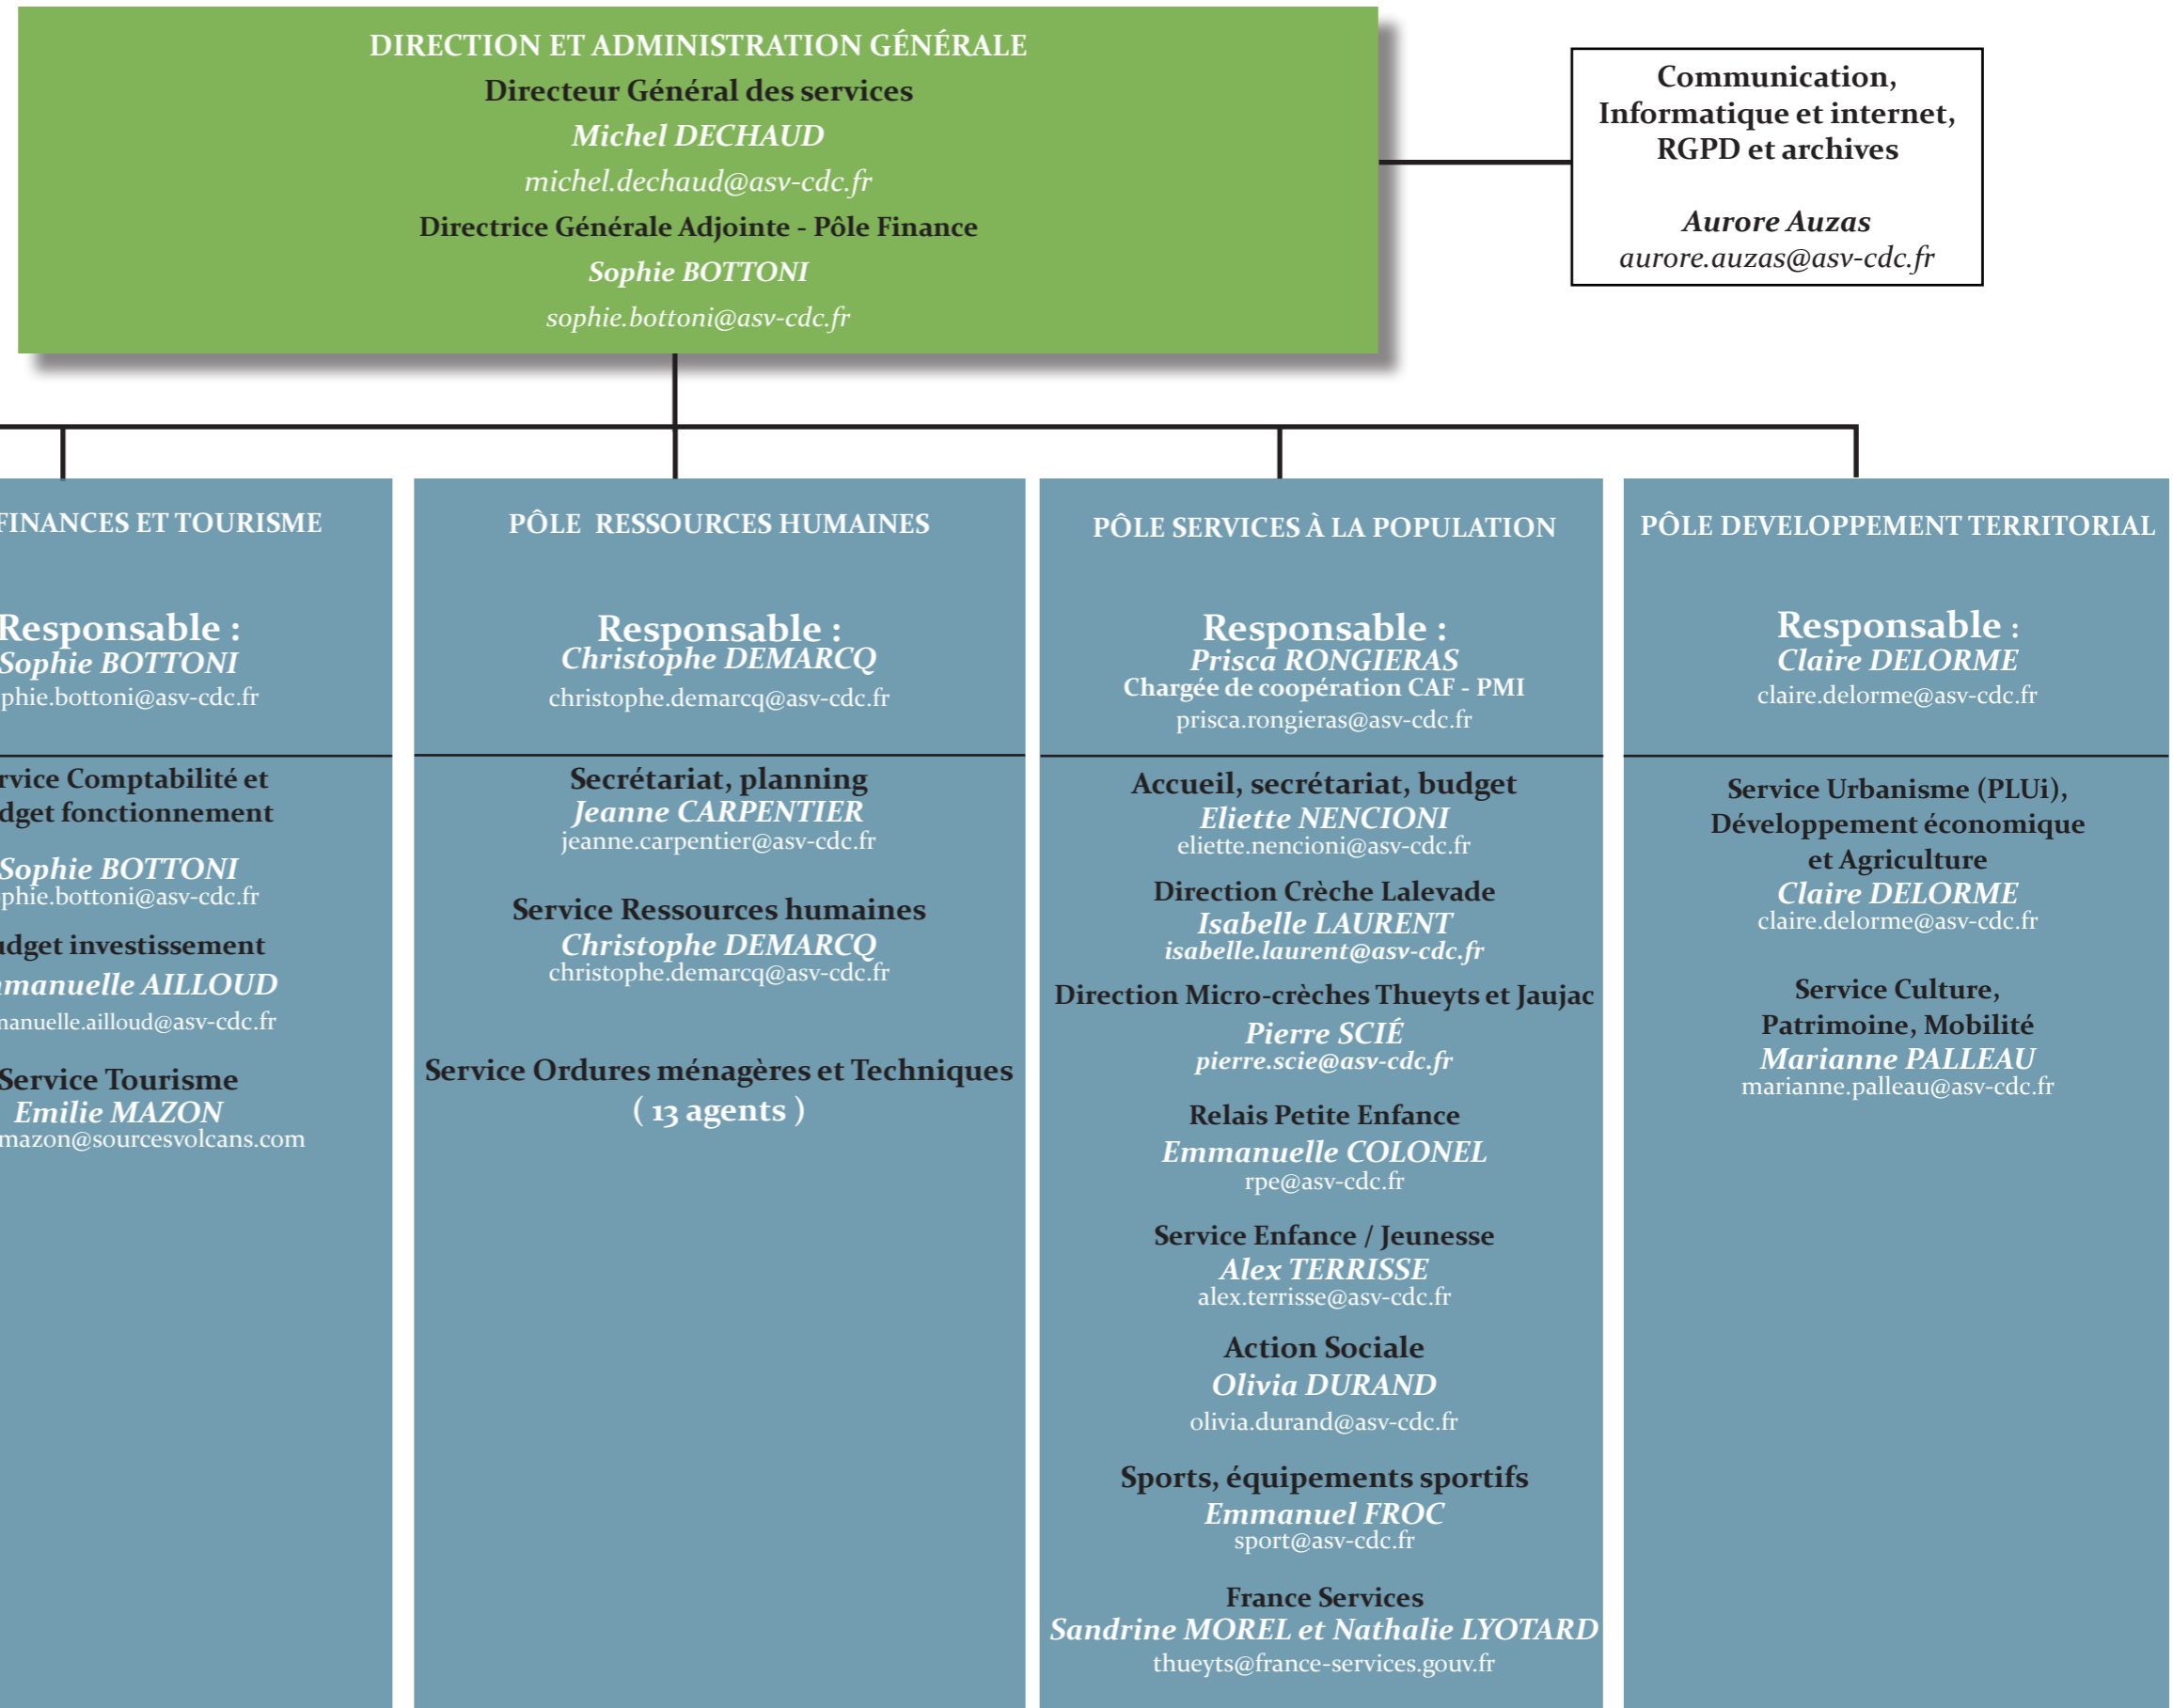 DIRECTION ET ADMINISTRATION GÉNÉRALE
Directeur Général des services
Michel DECHAUD
michel.dechaud@asv-cdc.fr
Directrice Générale Adjointe - Pôle Finance
Sophie BOTTONI
sophie.bottoni@asv-cdc.fr
Communication,
Informatique et internet,
RGPD et archives
Aurore Auzas
aurore.auzas@asv-cdc.fr
FINANCES ET TOURISME
Responsable :
Sophie BOTTONI
phie.bottoni@asv-cdc.fr
rvice Comptabilité et
dget fonctionnement
Sophie BOTTONI
phie.bottoni@asv-cdc.fr
udget investissement
manuelle AILLOUD
manuelle.ailloud@asv-cdc.fr
Service Tourisme
Emilie MAZON
mazon@sourcesvolcans.com
PÔLE RESSOURCES HUMAINES
Responsable :
Christophe DEMARCQ
christophe.demarcq@asv-cdc.fr
Secrétariat, planning
Jeanne CARPENTIER
jeanne.carpentier@asv-cdc.fr
Service Ressources humaines
Christophe DEMARCQ
christophe.demarcq@asv-cdc.fr
Service Ordures ménagères et Techniques
( 13 agents )
PÔLE SERVICES À LA POPULATION
Responsable :
Prisca RONGIERAS
Chargée de coopération CAF - PMI
prisca.rongieras@asv-cdc.fr
Accueil, secrétariat, budget
Eliette NENCIONI
eliette.nencioni@asv-cdc.fr
Direction Crèche Lalevade
Isabelle LAURENT
isabelle.laurent@asv-cdc.fr
Direction Micro-crèches Thueyts et Jaujac
Pierre SCIÉ
pierre.scie@asv-cdc.fr
Relais Petite Enfance
Emmanuelle COLONEL
rpe@asv-cdc.fr
Service Enfance / Jeunesse
Alex TERRISSE
alex.terrisse@asv-cdc.fr
Action Sociale
Olivia DURAND
olivia.durand@asv-cdc.fr
Sports, équipements sportifs
Emmanuel FROC
sport@asv-cdc.fr
France Services
Sandrine MOREL et Nathalie LYOTARD
thueyts@france-services.gouv.fr
PÔLE DEVELOPPEMENT TERRITORIAL
Responsable :
Claire DELORME
claire.delorme@asv-cdc.fr
Service Urbanisme (PLUi),
Développement économique
et Agriculture
Claire DELORME
claire.delorme@asv-cdc.fr
Service Culture,
Patrimoine, Mobilité
Marianne PALLEAU
marianne.palleau@asv-cdc.fr